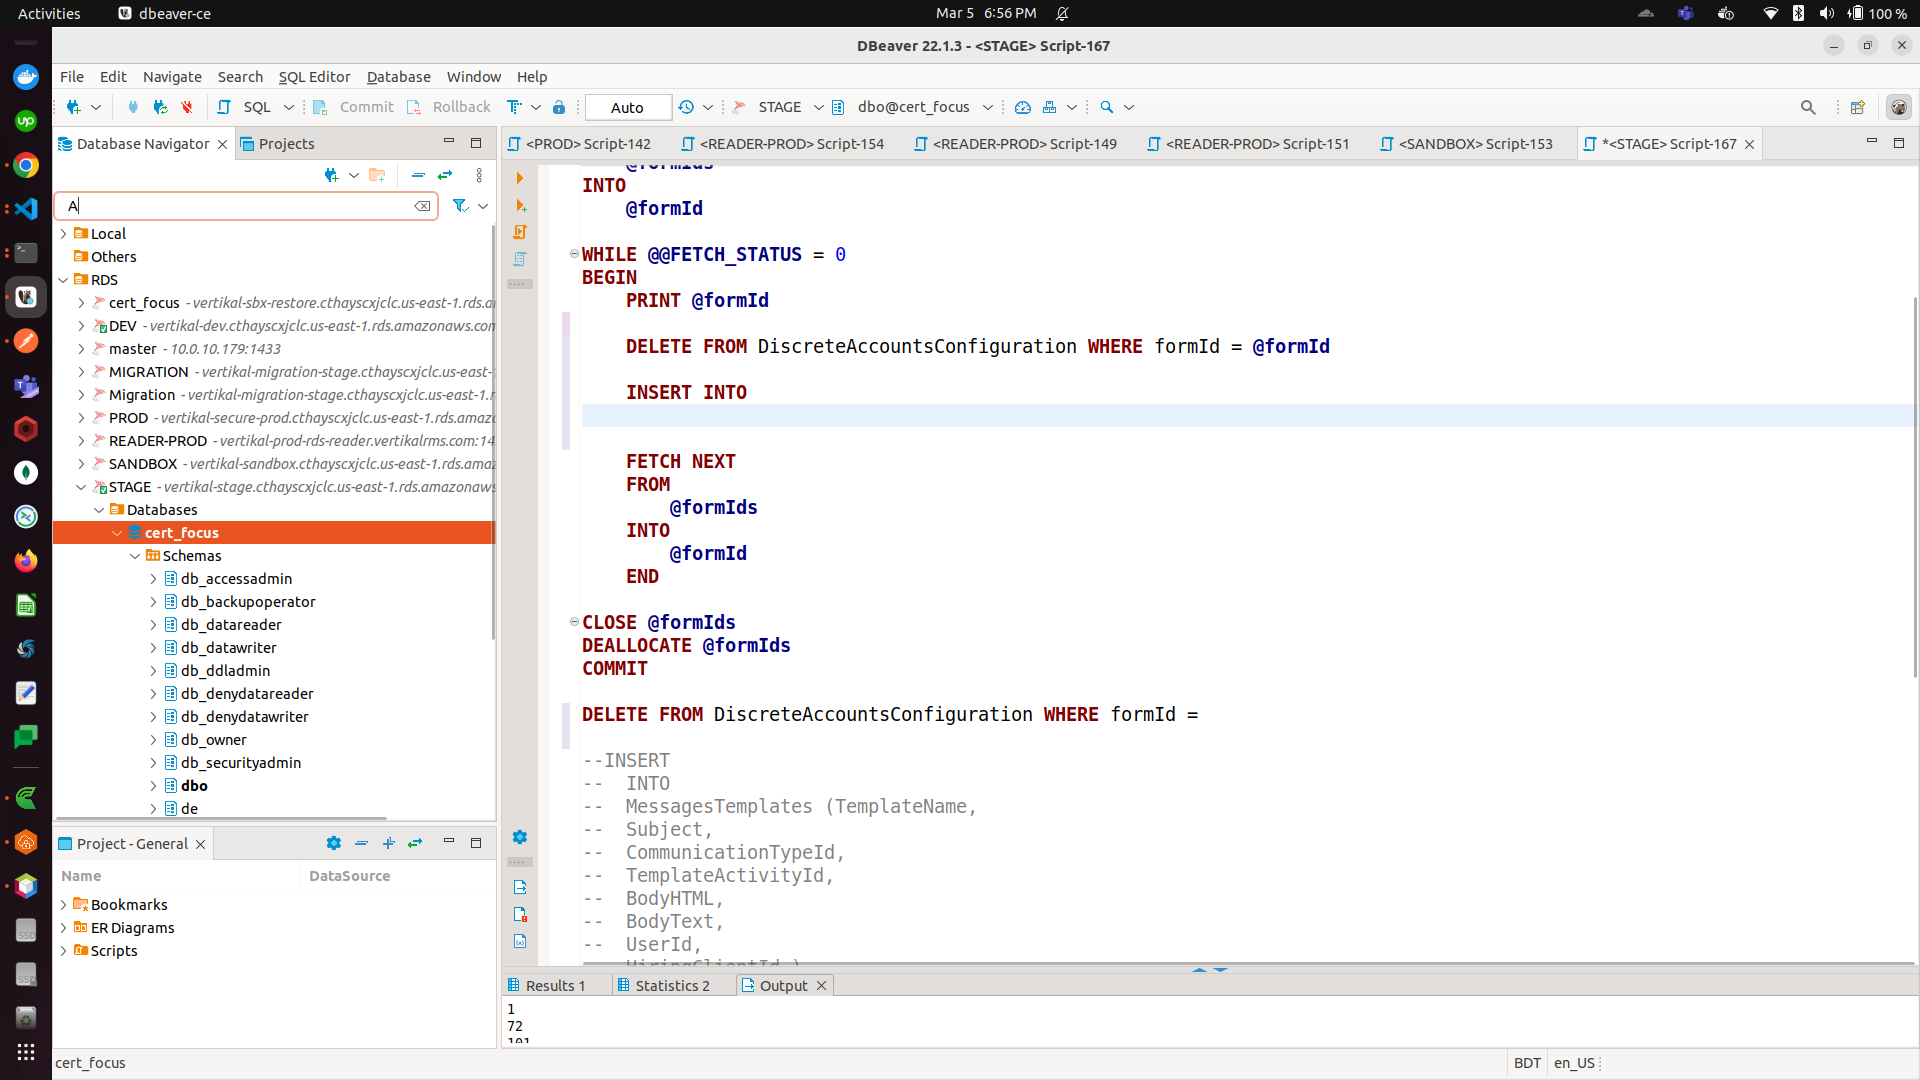 Activities
dbeaver-ce
Mar 5 6:56 PM
100 %
DBeaver 22.1.3 - <STAGE> Script-167
File Edit Navigate Search SQL Editor Database Window Help
SQL Commit Rollback Auto STAGE dbo@cert_focus
Database Navigator
Projects
A
Local
Others
RDS
cert_focus - vertikal-sbx-restore.cthayscxjclc.us-east-1.rds.a
DEV - vertikal-dev.cthayscxjclc.us-east-1.rds.amazonaws.con
master - 10.0.10.179:1433
MIGRATION - vertikal-migration-stage.cthayscxjclc.us-east-
Migration - vertikal-migration-stage.cthayscxjclc.us-east-1.r
PROD - vertikal-secure-prod.cthayscxjclc.us-east-1.rds.amaz
READER-PROD - vertikal-prod-rds-reader.vertikalrms.com:14
SANDBOX - vertikal-sandbox.cthayscxjclc.us-east-1.rds.ama
STAGE - vertikal-stage.cthayscxjclc.us-east-1.rds.amazonaws
Databases
cert_focus
Schemas
db_accessadmin
db_backupoperator
db_datareader
db_datawriter
db_ddladmin
db_denydatareader
db_denydatawriter
db_owner
db_securityadmin
dbo
de
Project - General
Name DataSource
Bookmarks
ER Diagrams
Scripts
<PROD> Script-142
<READER-PROD> Script-154
<READER-PROD> Script-149
<READER-PROD> Script-151
<SANDBOX> Script-153
*<STAGE> Script-167
@formIds
INTO
@formId
WHILE @@FETCH_STATUS = 0
BEGIN
PRINT @formId
DELETE FROM DiscreteAccountsConfiguration WHERE formId = @formId
INSERT INTO
FETCH NEXT
FROM
@formIds
INTO
@formId
END
CLOSE @formIds
DEALLOCATE @formIds
COMMIT
DELETE FROM DiscreteAccountsConfiguration WHERE formId =
--INSERT
-- INTO
-- MessagesTemplates (TemplateName,
-- Subject,
-- CommunicationTypeId,
-- TemplateActivityId,
-- BodyHTML,
-- BodyText,
-- UserId,
-- HiringClientId )
Results 1
Statistics 2
Output
1
72
101
cert_focus
BDT
en_US